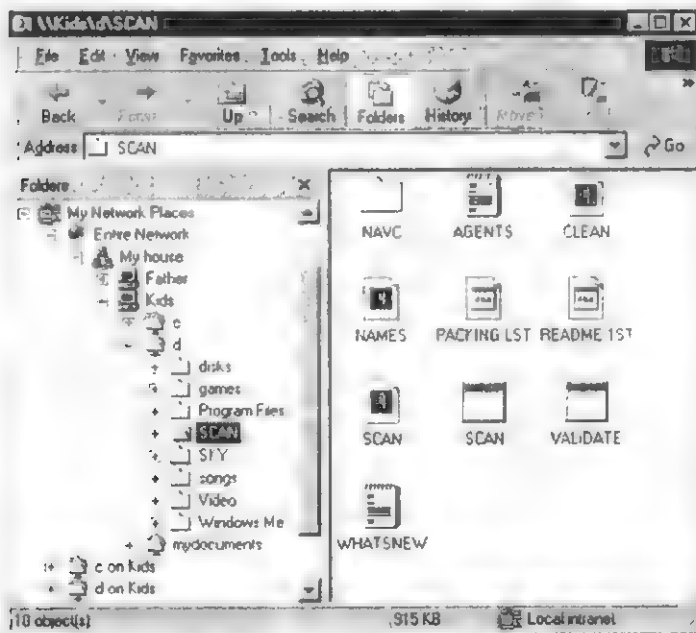 \\Kids\d\SCAN
File Edit View Favorites Tools Help
Back Up Search Folders History Move
Address SCAN Go
Folders
My Network Places
Entire Network
My house
Father
Kids
c
d
disks
games
Program Files
SCAN
songs
Video
Windows Me
mydocuments
c on Kids
d on Kids
NAVC AGENTS CLEAN
NAMES PACKING LST README 1ST
SCAN SCAN VALIDATE
WHATSNEW
10 object(s) 915 KB Local intranet